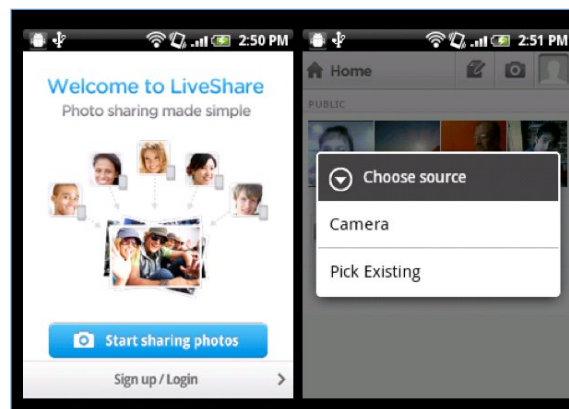 2:50 PM
Welcome to LiveShare
Photo sharing made simple
Start sharing photos
Sign up / Login
2:51 PM
Home
PUBLIC
Choose source
Camera
Pick Existing